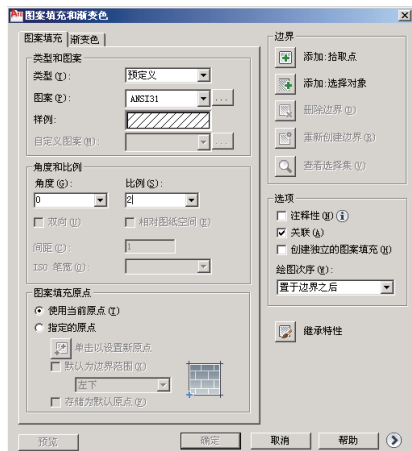 图案填充和渐变色
图案填充 渐变色
类型和图案
类型(Y): 预定义
图案(P): ANSI31
样例:
自定义图案(M):
角度和比例
角度(G): 比例(S):
0 2
双向(U) 相对图纸空间(E)
间距(C): 1
ISO 笔宽(O):
图案填充原点
使用当前原点(T)
指定的原点
单击以设置新原点
默认为边界范围(X)
左下
存储为默认原点(F)
预览
边界
添加:拾取点
添加:选择对象
删除边界(D)
重新创建边界(R)
查看选择集(V)
选项
注释性(N)
关联(A)
创建独立的图案填充(H)
绘图次序(W):
置于边界之后
继承特性
确定 取消 帮助